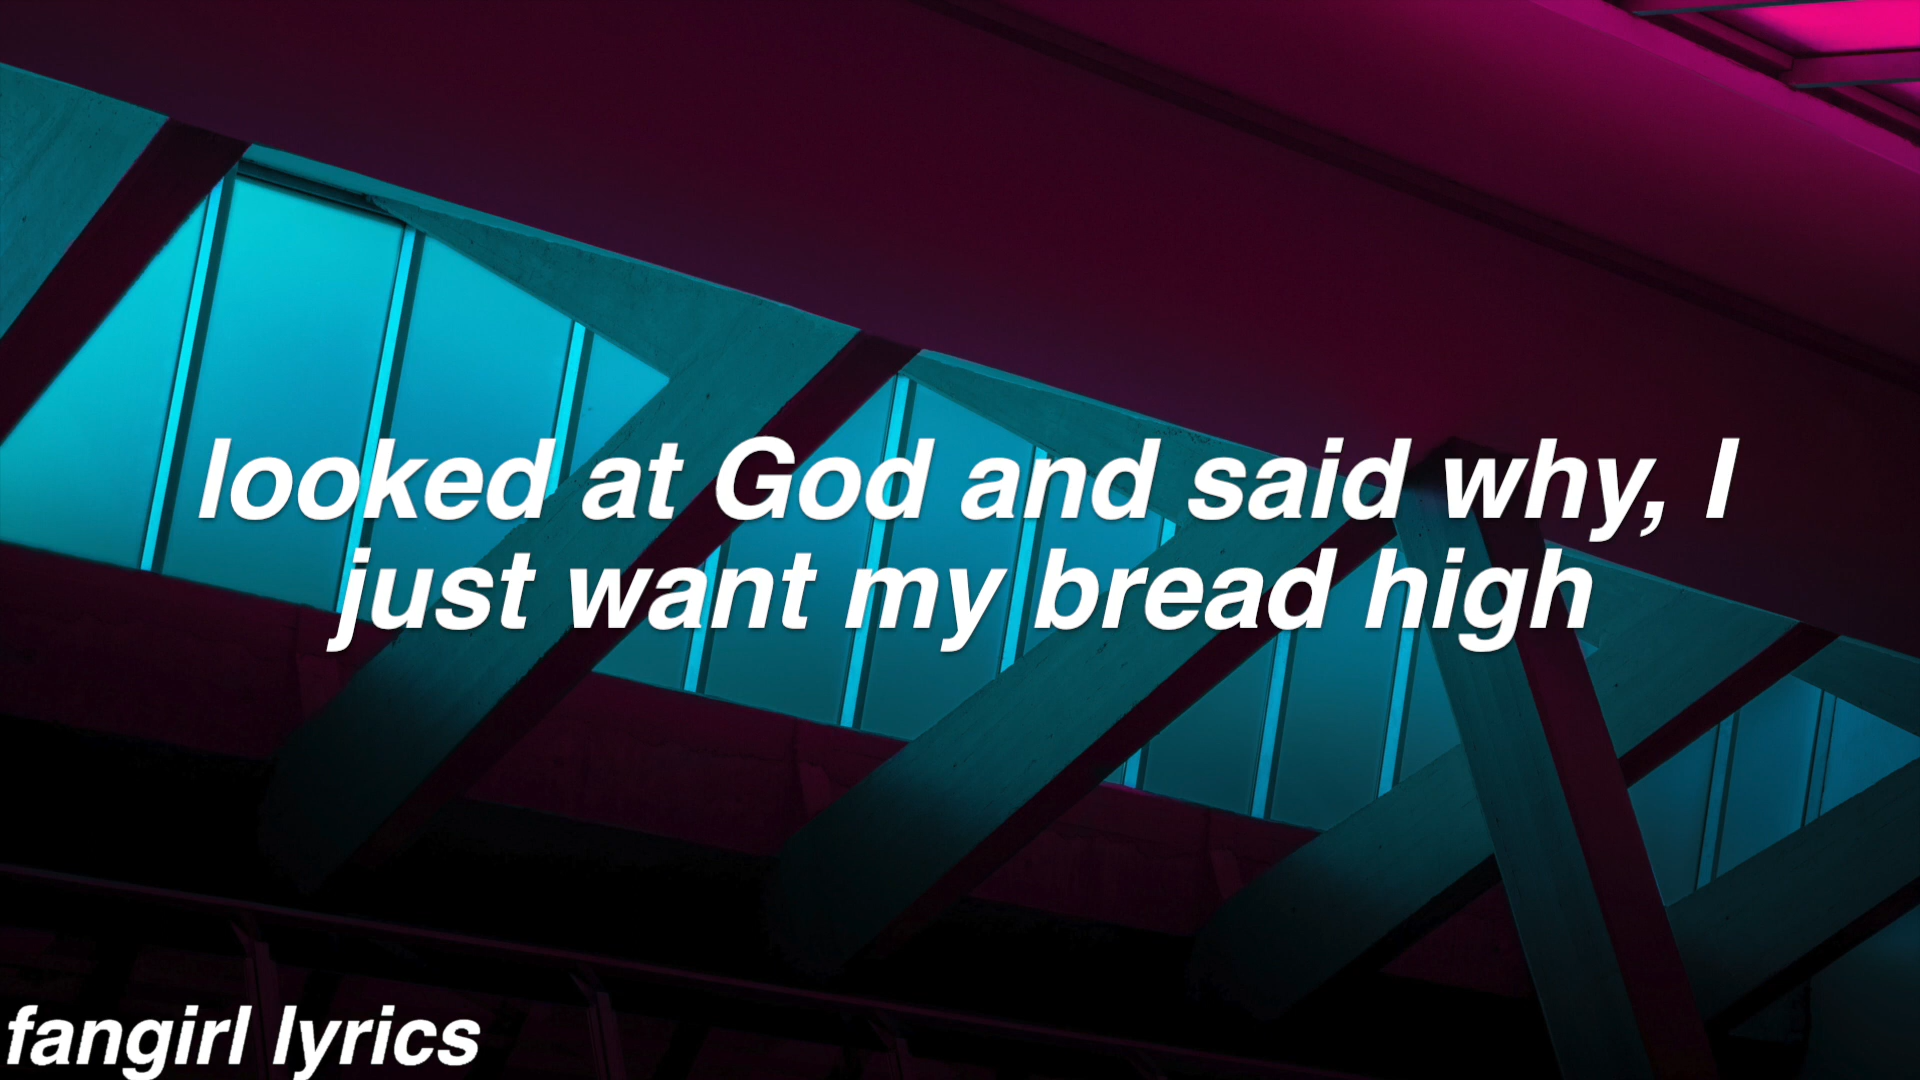 looked at God and said why, I
just want my bread high
fangirl lyrics